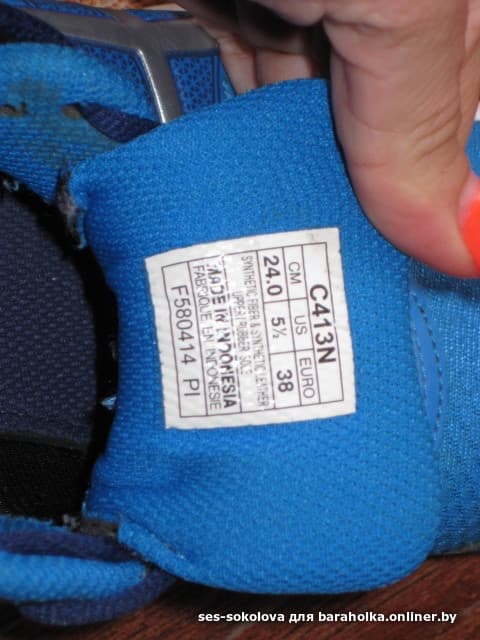 C413N
CM US EURO
24.0 5½ 38
SYNTHETIC FIBER & SYNTHETIC LEATHER
UPPER / RUBBER SOLE
MADE IN INDONESIA
FABRIQUE EN INDONESIE
F580414 PI
ses-sokolova для baraholka.onliner.by